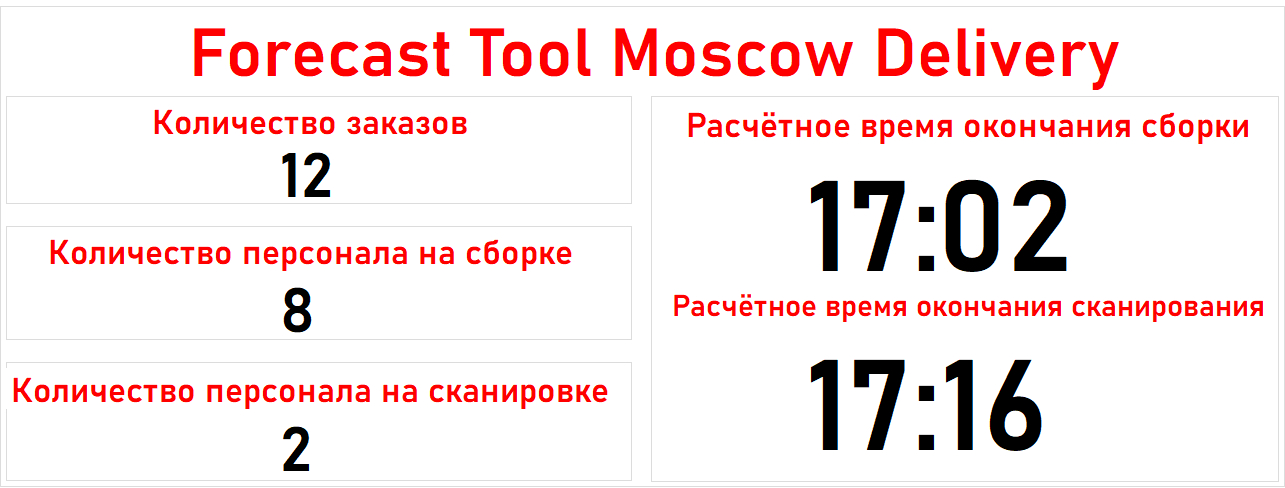 Forecast Tool Moscow Delivery
Количество заказов
12
Количество персонала на сборке
8
Количество персонала на сканировке
2
Расчётное время окончания сборки
17:02
Расчётное время окончания сканирования
17:16